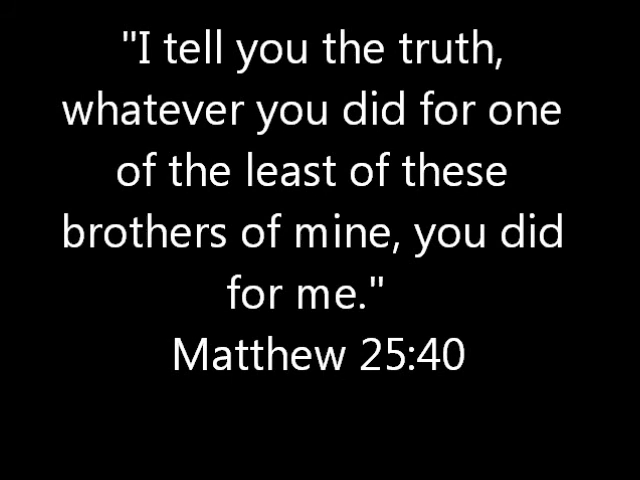 "I tell you the truth,
whatever you did for one
of the least of these
brothers of mine, you did
for me."
Matthew 25:40